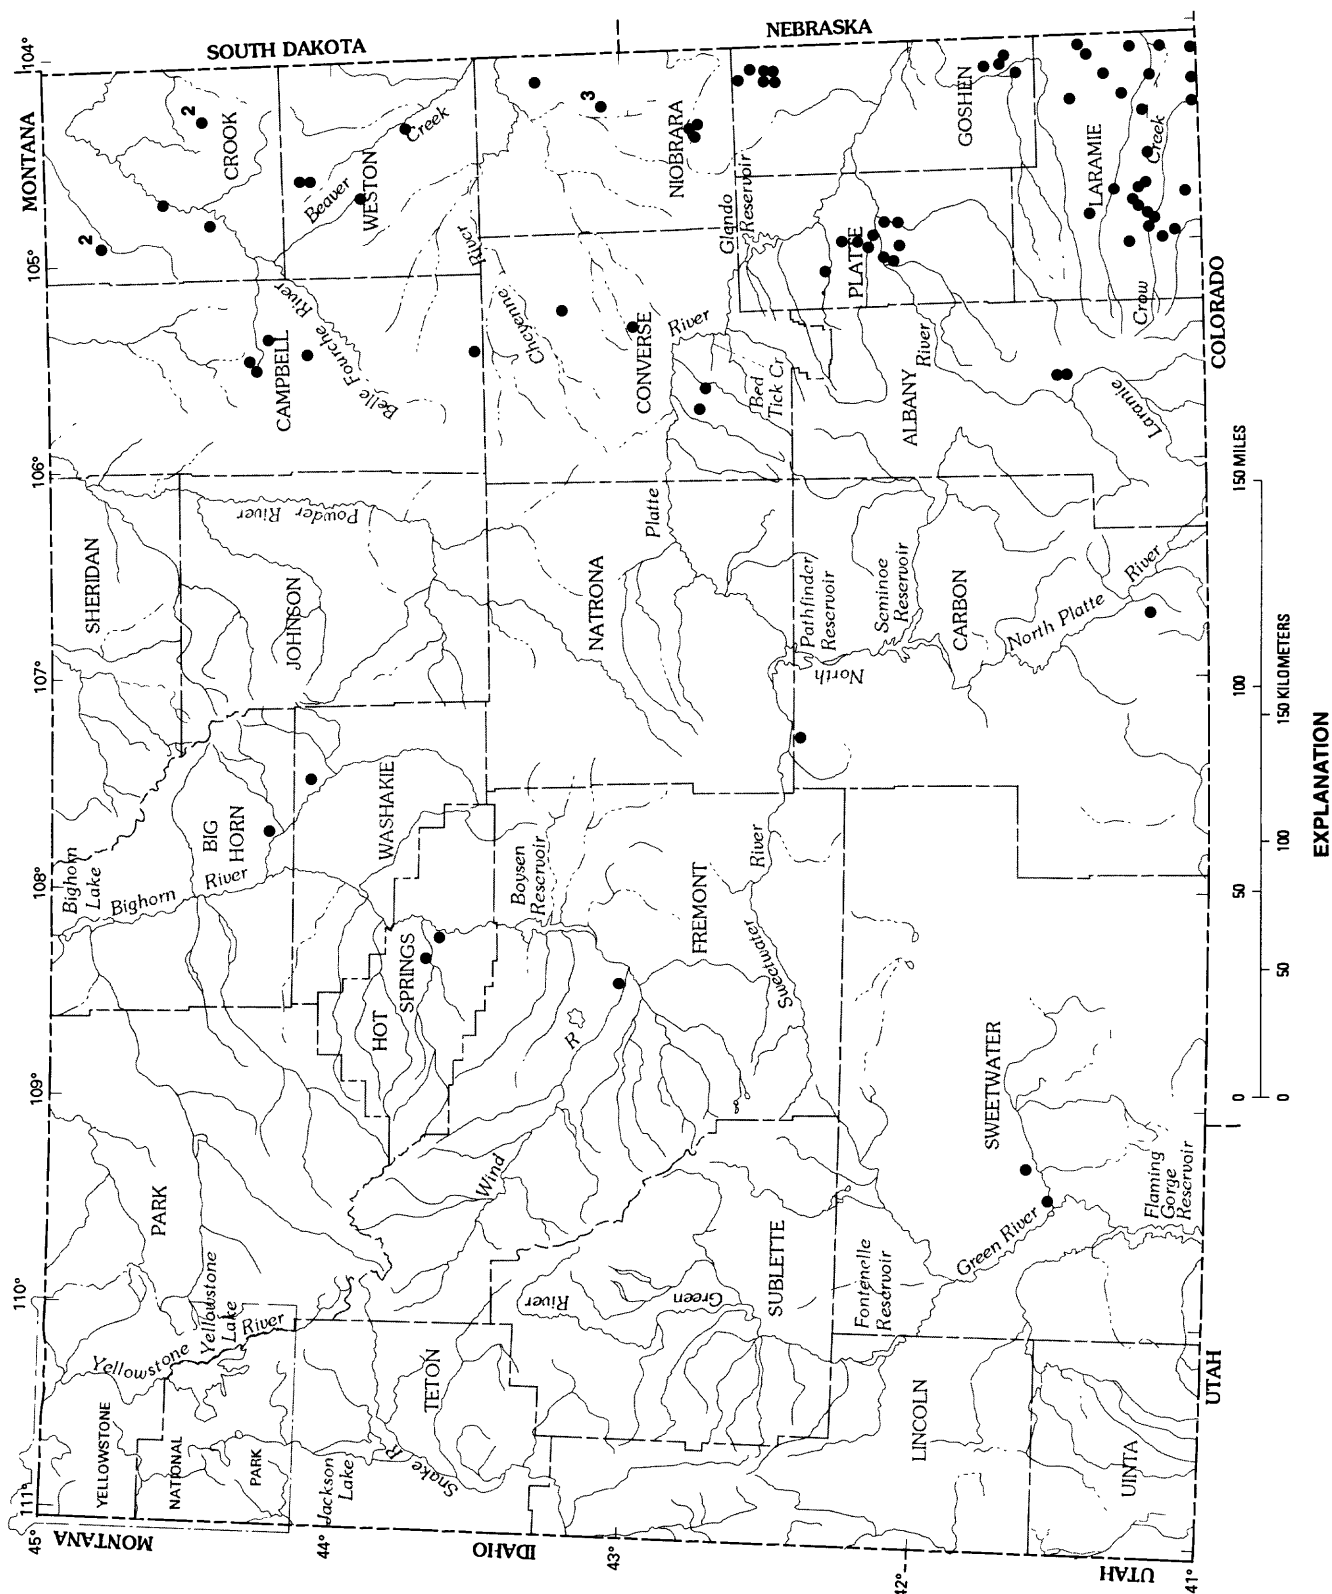 MONTANA
SOUTH DAKOTA
NEBRASKA
COLORADO
UTAH
UTAH
IDAHO
MONTANA
104°
105°
106°
107°
108°
109°
110°
111°
45°
44°
43°
42°
41°
YELLOWSTONE
NATIONAL
PARK
Yellowstone
River
Yellowstone
Lake
PARK
Bighorn
Lake
Bighorn
River
BIG
HORN
SHERIDAN
JOHNSON
Powder
River
CAMPBELL
Belle Fourche River
CROOK
2
2
WESTON
Beaver
Creek
Jackson
Lake
Snake R
TETON
HOT
SPRINGS
WASHAKIE
Boysen
Reservoir
Wind
R
FREMONT
Sweetwater
River
NATRONA
Platte
River
CONVERSE
Cheyenne
River
Bed
Tick Cr
NIOBRARA
3
Glendo
Reservoir
PLATTE
GOSHEN
Green
River
SUBLETTE
LINCOLN
Fontenelle
Reservoir
Green River
UINTA
SWEETWATER
Flaming
Gorge
Reservoir
Pathfinder
Reservoir
North
Seminoe
Reservoir
CARBON
North Platte
River
ALBANY
River
Laramie
LARAMIE
Crow
Creek
0
50
100
150 MILES
0
50
100
150 KILOMETERS
EXPLANATION